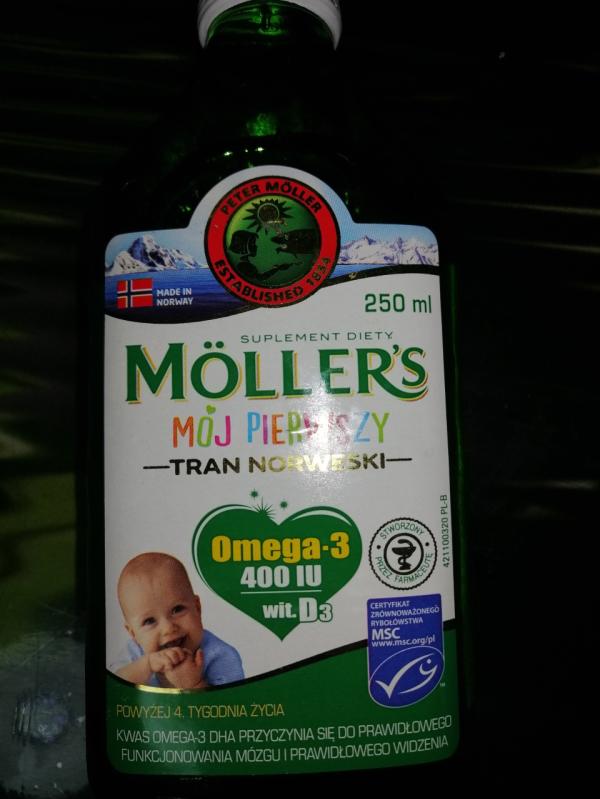 PETER MÖLLER
ESTABLISHED 1854
MADE IN
NORWAY
250 ml
SUPLEMENT DIETY
MÖLLER'S
MÓJ PIERWSZY
TRAN NORWESKI
Omega-3
400 IU
wit. D3
STWORZONY
PRZEZ FARMACEUTĘ
421100320 PL-B
CERTYFIKAT
ZRÓWNOWAŻONEGO
RYBOŁÓWSTWA
MSC
www.msc.org/pl
TM
POWYŻEJ 4. TYGODNIA ŻYCIA
KWAS OMEGA-3 DHA PRZYCZYNIA SIĘ DO PRAWIDŁOWEGO
FUNKCJONOWANIA MÓZGU I PRAWIDŁOWEGO WIDZENIA